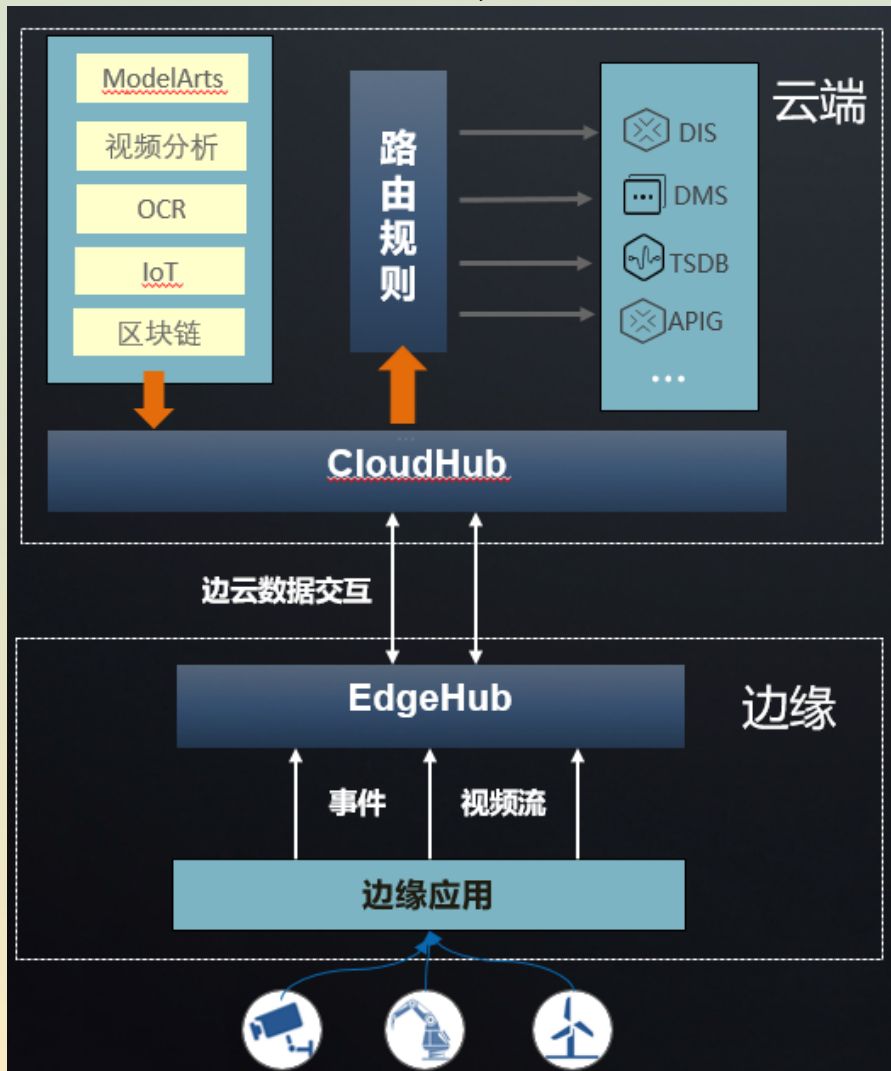 云端
ModelArts
视频分析
OCR
IoT
区块链
路由规则
DIS
DMS
TSDB
APIG
...
...
CloudHub
边云数据交互
边缘
EdgeHub
事件
视频流
边缘应用